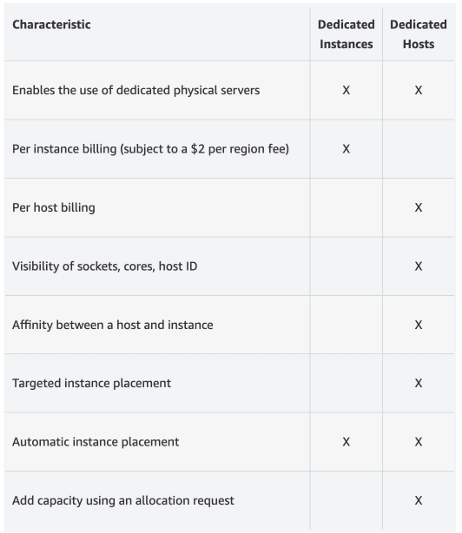 Characteristic Dedicated Dedicated
Instances Hosts
Enables the use of dedicated physical servers X X
Per instance billing (subject to a $2 per region fee) X
Per host billing X
Visibility of sockets, cores, host ID X
Affinity between a host and instance X
Targeted instance placement X
Automatic instance placement X X
Add capacity using an allocation request X